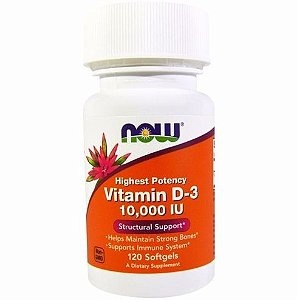 NOW
Highest Potency
Vitamin D-3
10,000 IU
Structural Support*
• Helps Maintain Strong Bones*
• Supports Immune System*
120 Softgels
A Dietary Supplement